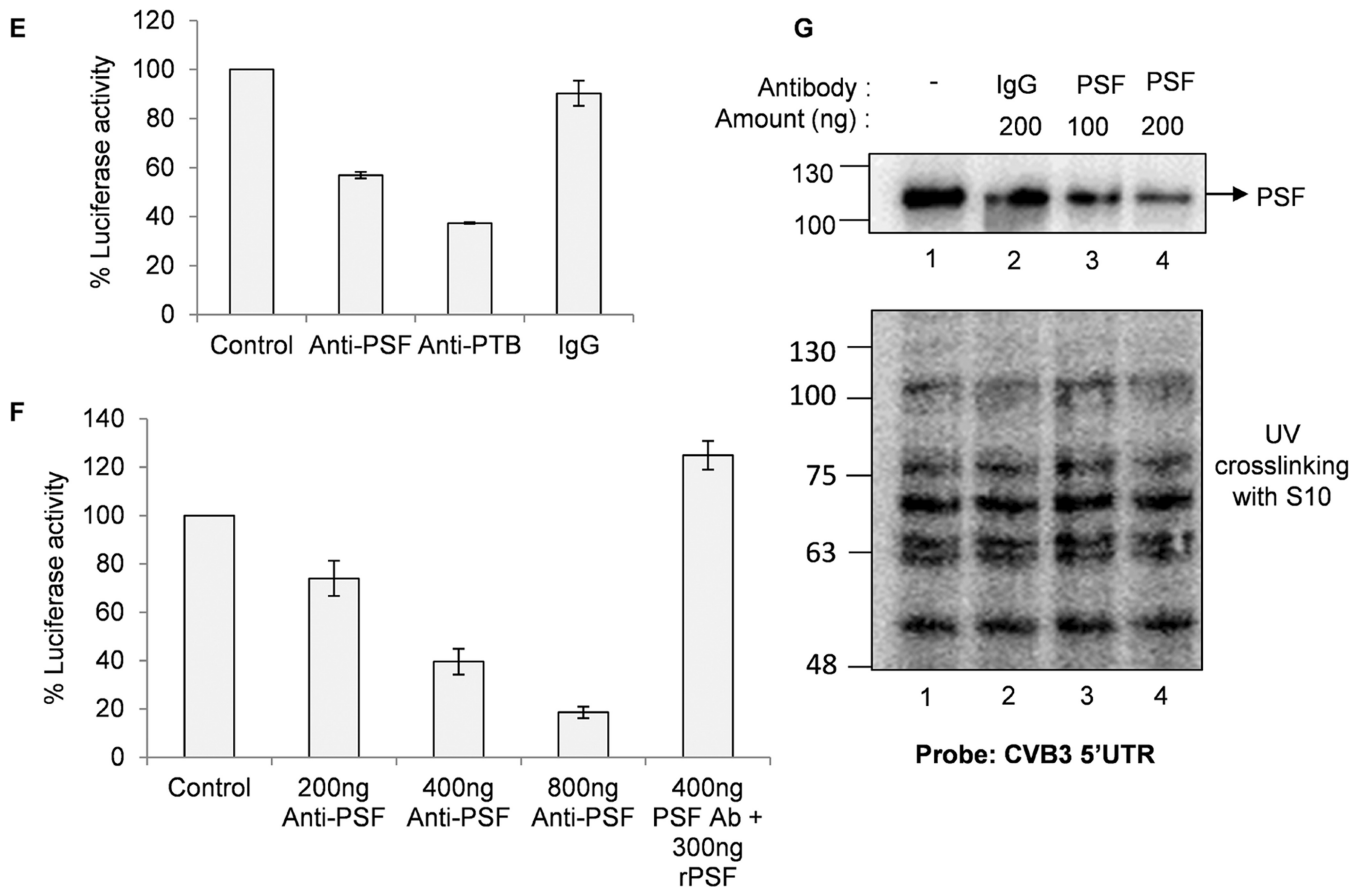 E
120
100
80
60
40
20
0
% Luciferase activity
Control Anti-PSF Anti-PTB IgG
F
140
120
100
80
60
40
20
0
% Luciferase activity
Control
200ng
Anti-PSF
400ng
Anti-PSF
800ng
Anti-PSF
400ng
PSF Ab +
300ng
rPSF
G
Antibody : - IgG PSF PSF
Amount (ng) : 200 100 200
130
100
PSF
1 2 3 4
130
100
75
63
48
UV
crosslinking
with S10
1 2 3 4
Probe: CVB3 5’UTR